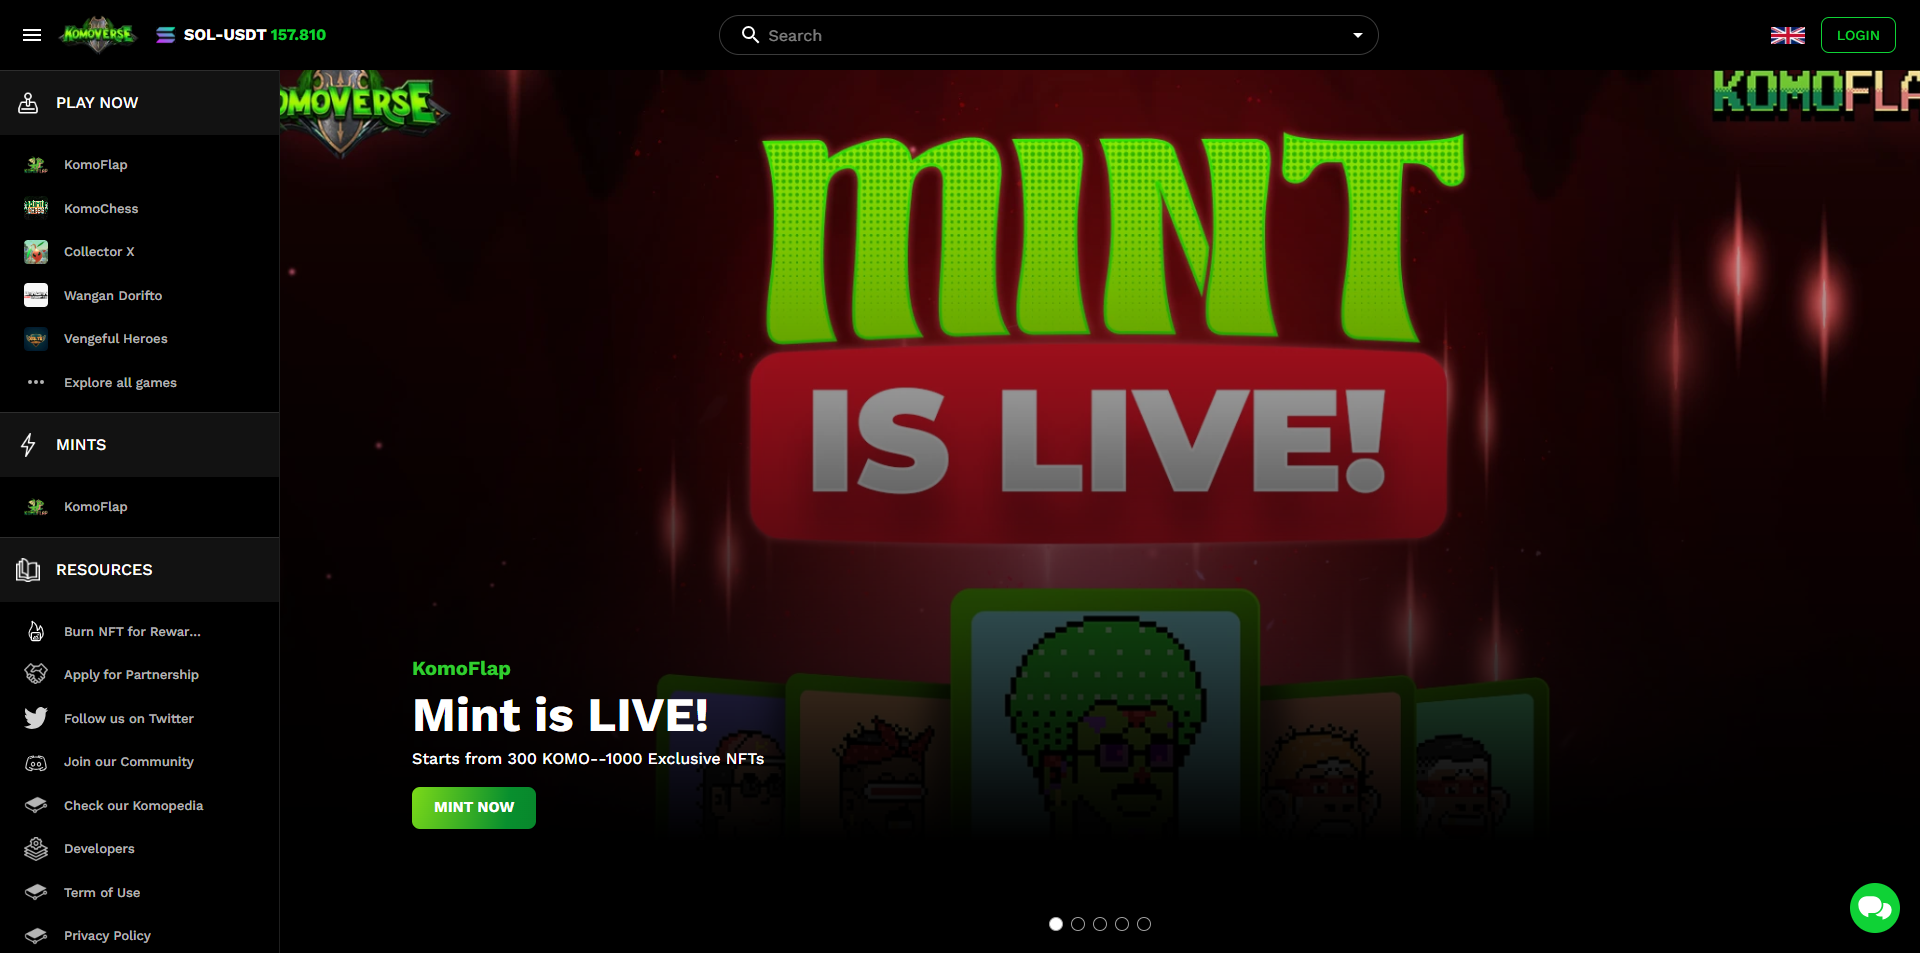 KOMOVERSE
SOL-USDT 157.810
Search
LOGIN
PLAY NOW
KomoFlap
KomoChess
Collector X
Wangan Dorifto
Vengeful Heroes
Explore all games
MINTS
KomoFlap
RESOURCES
Burn NFT for Rewar...
Apply for Partnership
Follow us on Twitter
Join our Community
Check our Komopedia
Developers
Term of Use
Privacy Policy
OMOVERSE
KOMOFLA
MINT
IS LIVE!
KomoFlap
Mint is LIVE!
Starts from 300 KOMO--1000 Exclusive NFTs
MINT NOW